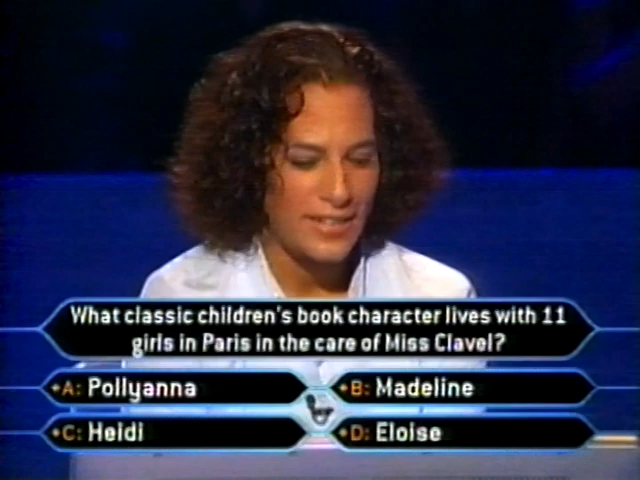 What classic children's book character lives with 11
girls in Paris in the care of Miss Clavel?
A: Pollyanna
B: Madeline
C: Heidi
D: Eloise